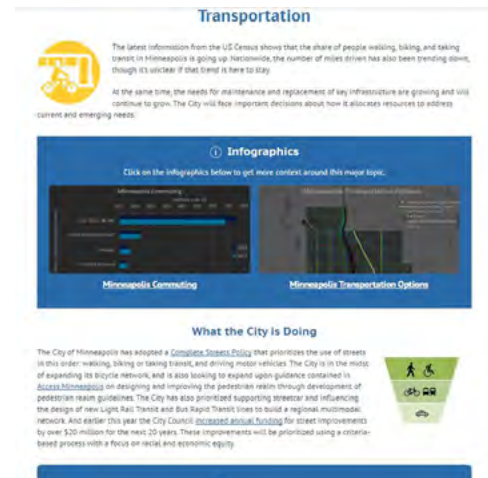 Transportation
The latest information from the US Census shows that the share of people walking, biking, and taking
transit in Minneapolis is going up. Nationwide, the number of miles driven has also been trending down,
though it's unclear if that trend is here to stay.
At the same time, the needs for maintenance and replacement of key infrastructure are growing and will
continue to grow. The City will face important decisions about how it allocates resources to address
current and emerging needs.
Infographics
Click on the infographics below to get more context around this major topic.
Minneapolis Commuting
Minneapolis Transportation Options
Minneapolis Commuting
Minneapolis Transportation Options
What the City is Doing
The City of Minneapolis has adopted a Complete Streets Policy that prioritizes the use of streets
in this order: walking, biking or taking transit, and driving motor vehicles. The City is in the midst
of expanding its bicycle network, and is also looking to expand upon guidance contained in
Access Minneapolis on designing and improving the pedestrian realm through development of
pedestrian realm guidelines. The City has also prioritized supporting streetcar and influencing
the design of new Light Rail Transit and Bus Rapid Transit lines to build a regional multimodal
network. And earlier this year the City Council increased annual funding for street improvements
by over $20 million for the next 20 years. These improvements will be prioritized using a criteria-
based process with a focus on racial and economic equity.